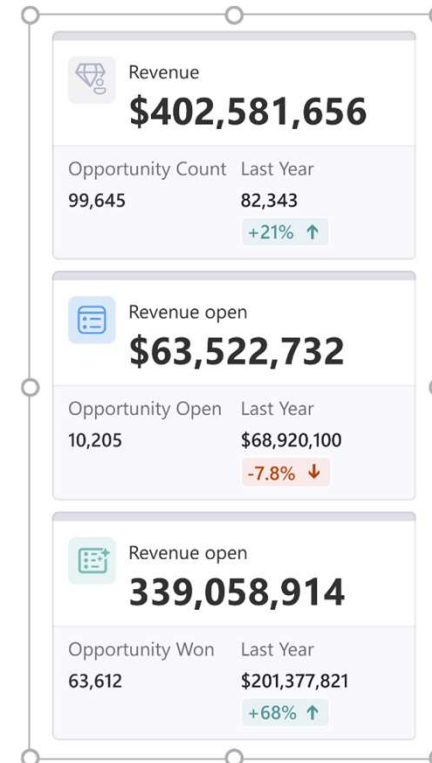 Revenue
$402,581,656
Opportunity Count Last Year
99,645 82,343
+21% ↑
Revenue open
$63,522,732
Opportunity Open Last Year
10,205 $68,920,100
-7.8% ↓
Revenue open
339,058,914
Opportunity Won Last Year
63,612 $201,377,821
+68% ↑